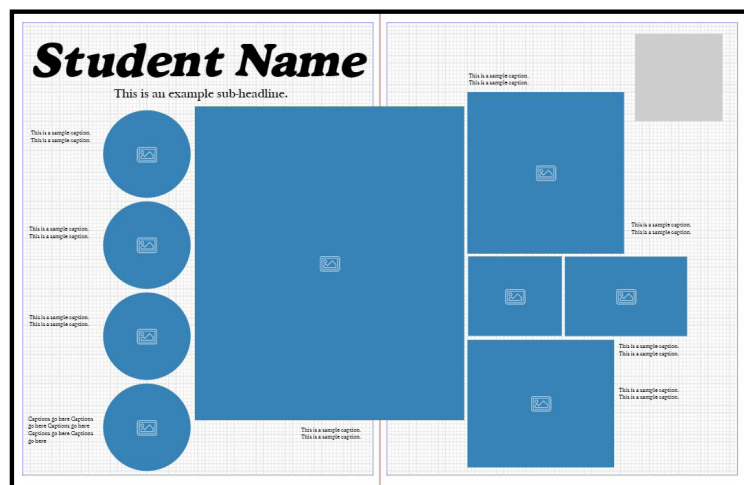 Student Name
This is an example sub-headline.
This is a sample caption.
This is a sample caption.
This is a sample caption.
This is a sample caption.
This is a sample caption.
This is a sample caption.
Captions go here Captions
go here Captions go here
Captions go here Captions
go here
This is a sample caption.
This is a sample caption.
This is a sample caption.
This is a sample caption.
This is a sample caption.
This is a sample caption.
This is a sample caption.
This is a sample caption.
This is a sample caption.
This is a sample caption.